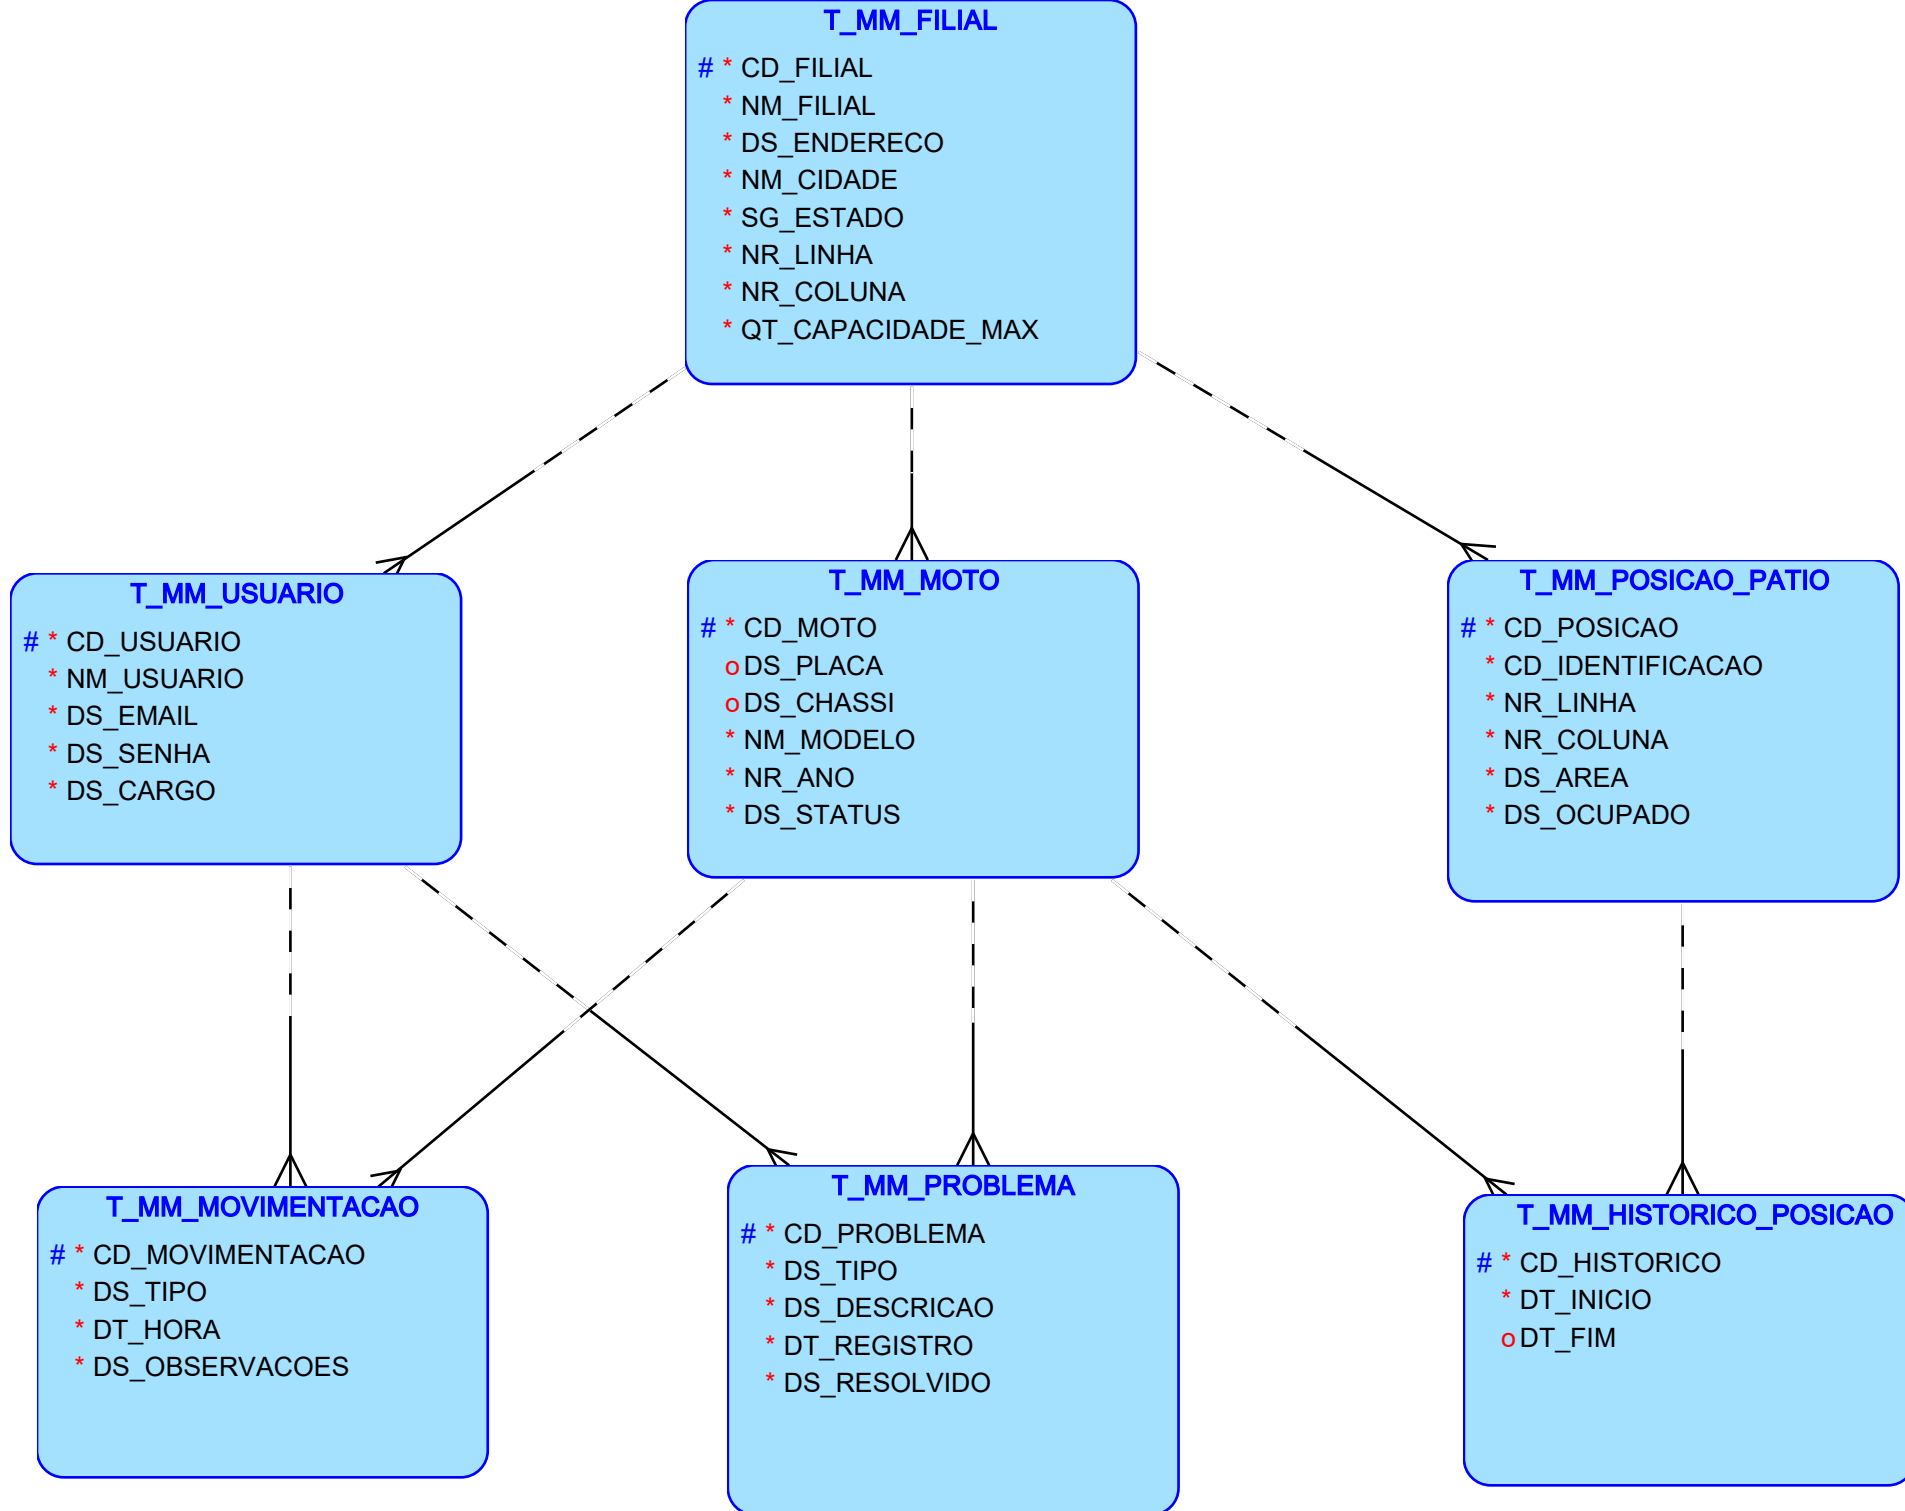 T_MM_FILIAL
# * CD_FILIAL
* NM_FILIAL
* DS_ENDERECO
* NM_CIDADE
* SG_ESTADO
* NR_LINHA
* NR_COLUNA
* QT_CAPACIDADE_MAX
T_MM_USUARIO
# * CD_USUARIO
* NM_USUARIO
* DS_EMAIL
* DS_SENHA
* DS_CARGO
T_MM_MOTO
# * CD_MOTO
o DS_PLACA
o DS_CHASSI
* NM_MODELO
* NR_ANO
* DS_STATUS
T_MM_POSICAO_PATIO
# * CD_POSICAO
* CD_IDENTIFICACAO
* NR_LINHA
* NR_COLUNA
* DS_AREA
* DS_OCUPADO
T_MM_MOVIMENTACAO
# * CD_MOVIMENTACAO
* DS_TIPO
* DT_HORA
* DS_OBSERVACOES
T_MM_PROBLEMA
# * CD_PROBLEMA
* DS_TIPO
* DS_DESCRICAO
* DT_REGISTRO
* DS_RESOLVIDO
T_MM_HISTORICO_POSICAO
# * CD_HISTORICO
* DT_INICIO
o DT_FIM